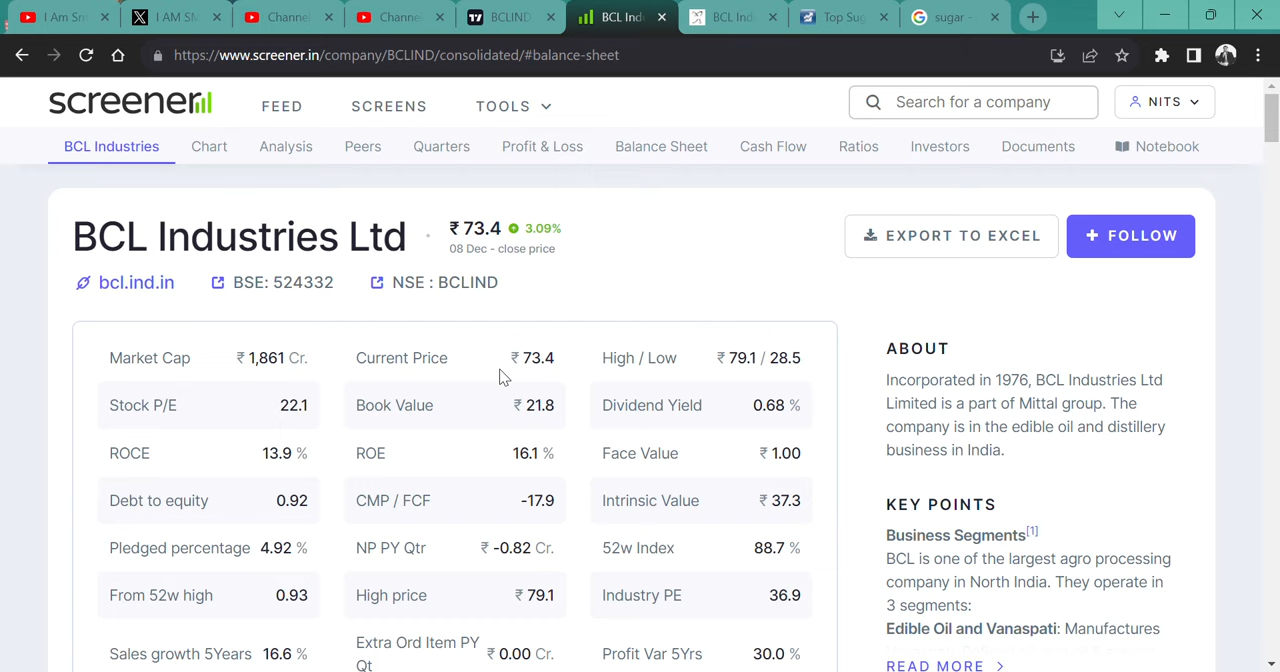 I Am Sm
I AM SM
Channel
Channe
BCLIND
BCL Ind
BCL Ind
Top Sug
sugar -
https://www.screener.in/company/BCLIND/consolidated/#balance-sheet
screener
FEED
SCREENS
TOOLS
Search for a company
NITS
BCL Industries
Chart
Analysis
Peers
Quarters
Profit & Loss
Balance Sheet
Cash Flow
Ratios
Investors
Documents
Notebook
BCL Industries Ltd
₹ 73.4 3.09%
08 Dec - close price
EXPORT TO EXCEL
+ FOLLOW
bcl.ind.in
BSE: 524332
NSE : BCLIND
Market Cap ₹ 1,861 Cr.
Current Price ₹ 73.4
High / Low ₹ 79.1 / 28.5
Stock P/E 22.1
Book Value ₹ 21.8
Dividend Yield 0.68 %
ROCE 13.9 %
ROE 16.1 %
Face Value ₹ 1.00
Debt to equity 0.92
CMP / FCF -17.9
Intrinsic Value ₹ 37.3
Pledged percentage 4.92 %
NP PY Qtr ₹ -0.82 Cr.
52w Index 88.7 %
From 52w high 0.93
High price ₹ 79.1
Industry PE 36.9
Sales growth 5Years 16.6 %
Extra Ord Item PY
Qt ₹ 0.00 Cr.
Profit Var 5Yrs 30.0 %
ABOUT
Incorporated in 1976, BCL Industries Ltd
Limited is a part of Mittal group. The
company is in the edible oil and distillery
business in India.
KEY POINTS
Business Segments[1]
BCL is one of the largest agro processing
company in North India. They operate in
3 segments:
Edible Oil and Vanaspati: Manufactures
READ MORE